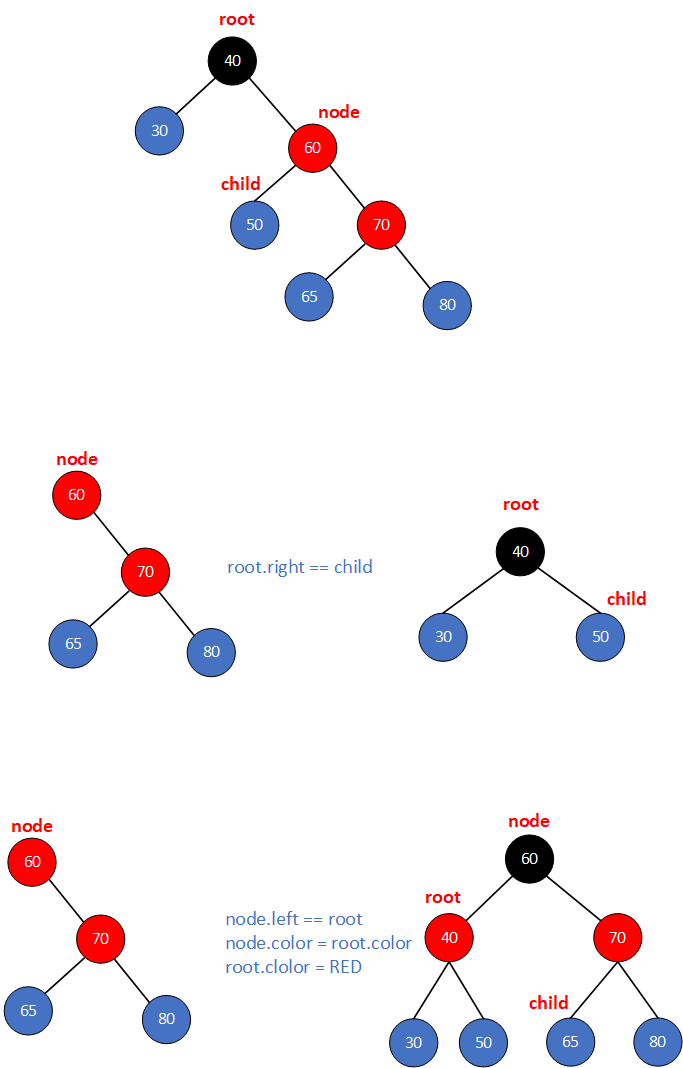 root
40
node
30
60
child
50
70
65
80
node
60
root
40
70
root.right == child
child
30
50
65
80
node
60
node
60
root
node.left == root
40
70
70
node.color = root.color
root.clolor = RED
child
65
80
30
50
65
80